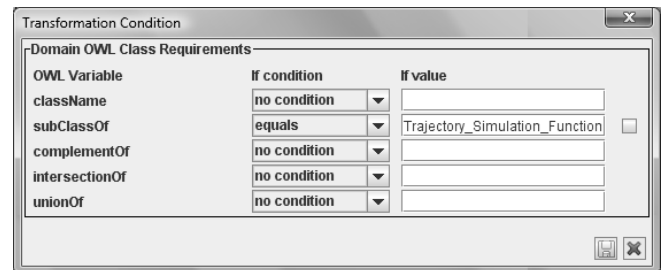 Transformation Condition
Domain OWL Class Requirements
OWL Variable If condition If value
className no condition
subClassOf equals Trajectory_Simulation_Function
complementOf no condition
intersectionOf no condition
unionOf no condition